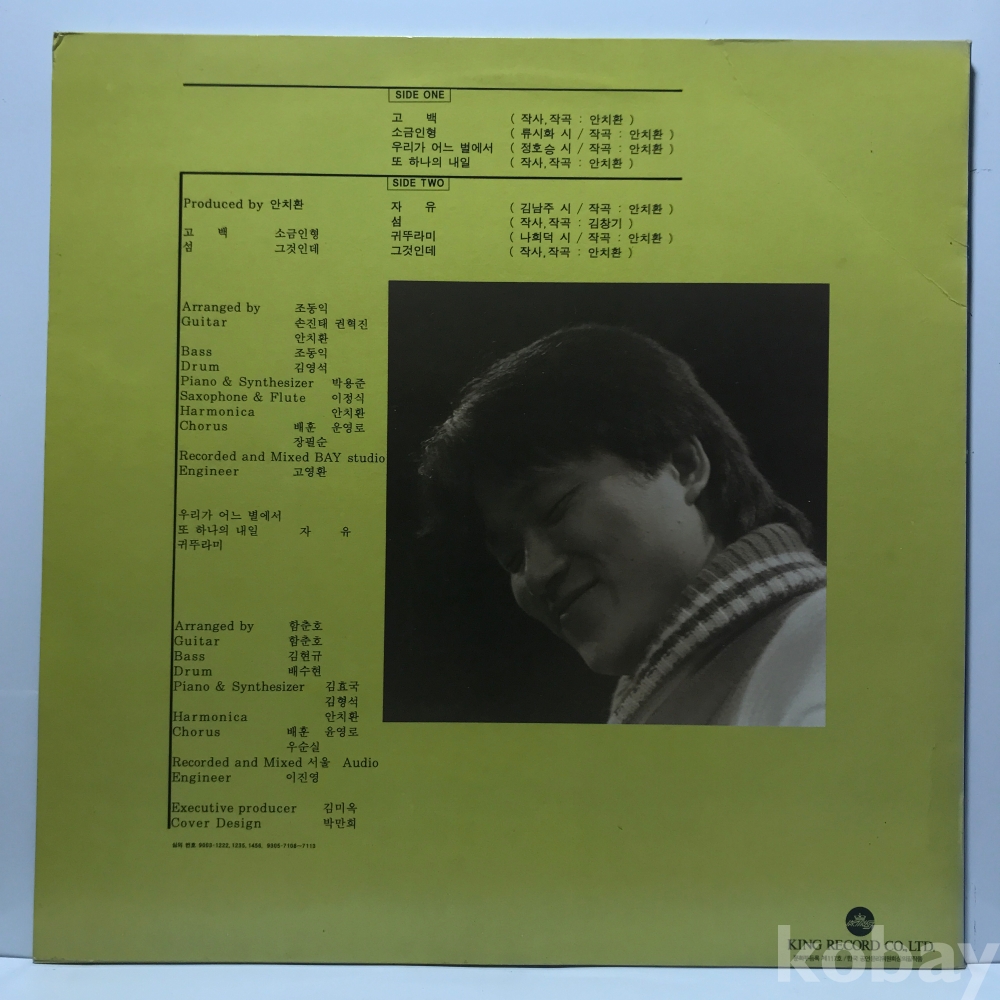 SIDE ONE
고 백 ( 작사,작곡 : 안치환 )
소금인형 ( 류시화 시 / 작곡 : 안치환 )
우리가 어느 별에서 ( 정호승 시 / 작곡 : 안치환 )
또 하나의 내일 ( 작사,작곡 : 안치환 )
SIDE TWO
자 유 ( 김남주 시 / 작곡 : 안치환 )
섬 ( 작사,작곡 : 김창기 )
귀뚜라미 ( 나희덕 시 / 작곡 : 안치환 )
그것인데 ( 작사,작곡 : 안치환 )
Produced by 안치환
고 백 소금인형
섬 그것인데
Arranged by 조동익
Guitar 손진태 권혁진
안치환
Bass 조동익
Drum 김영석
Piano & Synthesizer 박용준
Saxophone & Flute 이정식
Harmonica 안치환
Chorus 배훈 윤영로
장필순
Recorded and Mixed BAY studio
Engineer 고영환
우리가 어느 별에서
또 하나의 내일 자 유
귀뚜라미
Arranged by 함춘호
Guitar 함춘호
Bass 김현규
Drum 배수현
Piano & Synthesizer 김효국
김형석
Harmonica 안치환
Chorus 배훈 윤영로
우순실
Recorded and Mixed 서울 Audio
Engineer 이진영
Executive producer 김미옥
Cover Design 박만희
심의 번호
KING RECORD CO.,LTD.
kobay